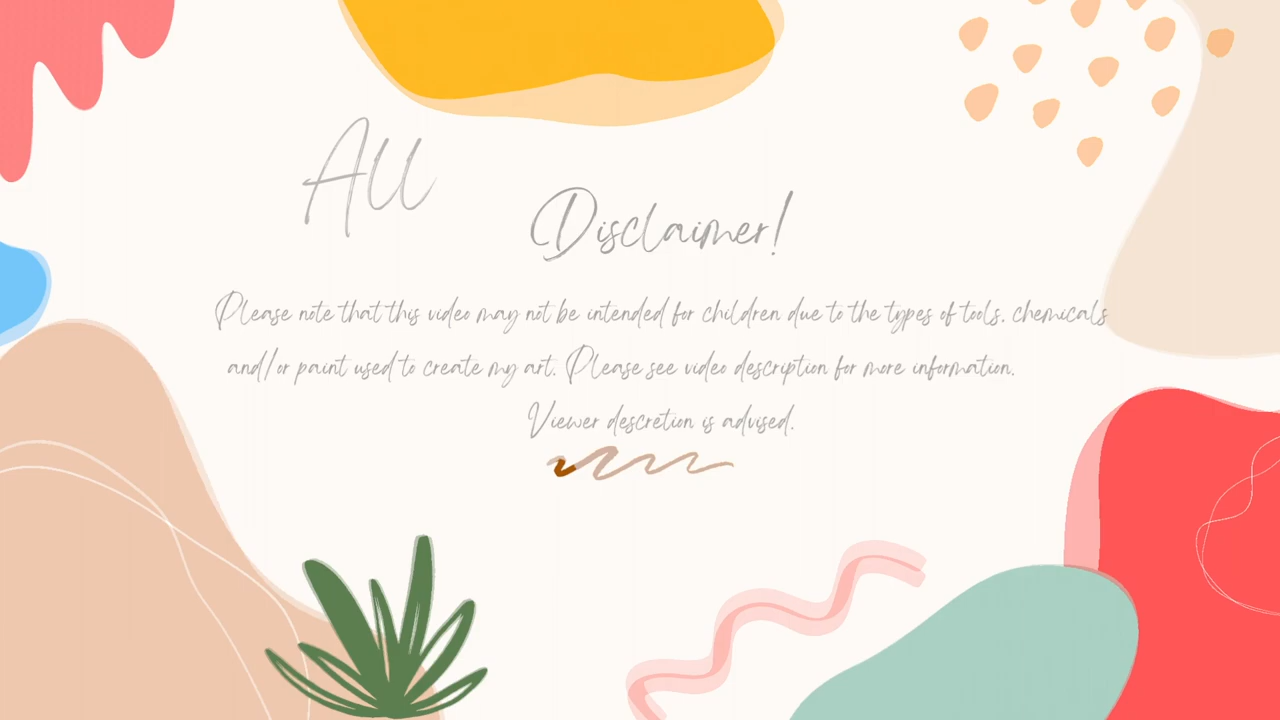 All
Disclaimer!
Please note that this video may not be intended for children due to the types of tools, chemicals
and/or paint used to create my art. Please see video description for more information.
Viewer descretion is advised.